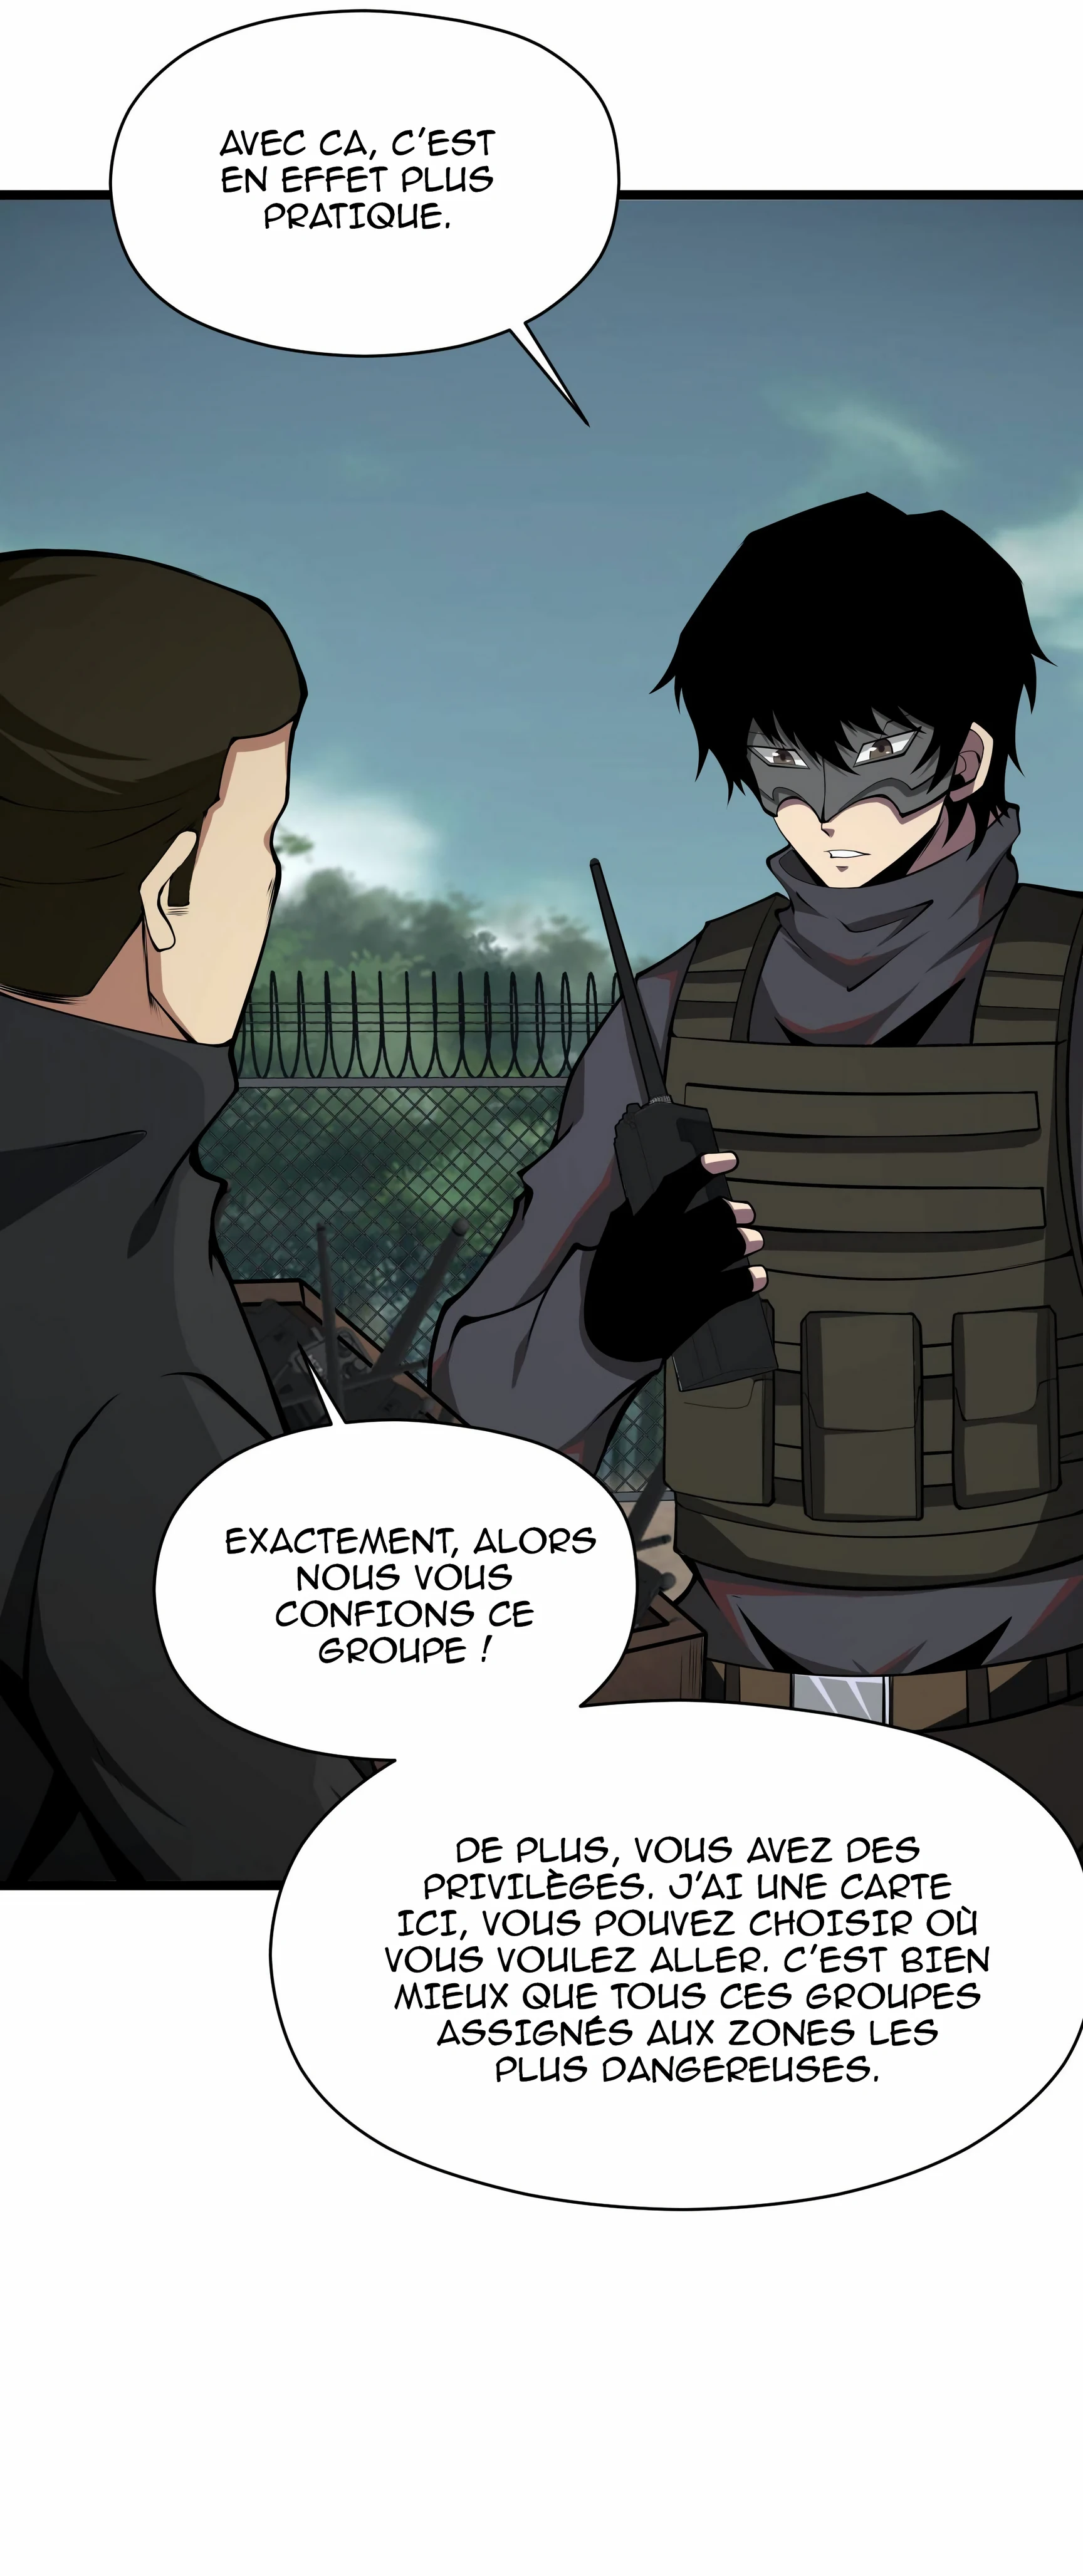 AVEC CA, C'EST
EN EFFET PLUS
PRATIQUE.
EXACTEMENT, ALORS
NOUS VOUS
CONFIONS CE
GROUPE !
DE PLUS, VOUS AVEZ DES
PRIVILÈGES. J'AI UNE CARTE
ICI, VOUS POUVEZ CHOISIR OÙ
VOUS VOULEZ ALLER. C'EST BIEN
MIEUX QUE TOUS CES GROUPES
ASSIGNÉS AUX ZONES LES
PLUS DANGEREUSES.